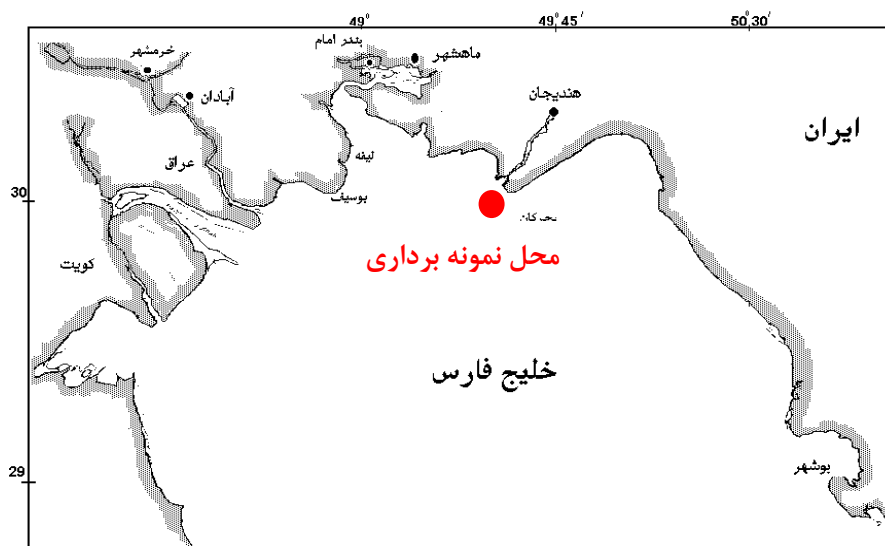 49°
49°45'
50°30'
خرمشهر
بندر امام
ماهشهر
آبادان
هندیجان
ایران
عراق
لیفه
بوسیف
30
محل نمونه برداری
کویت
خلیج فارس
بوشهر
29